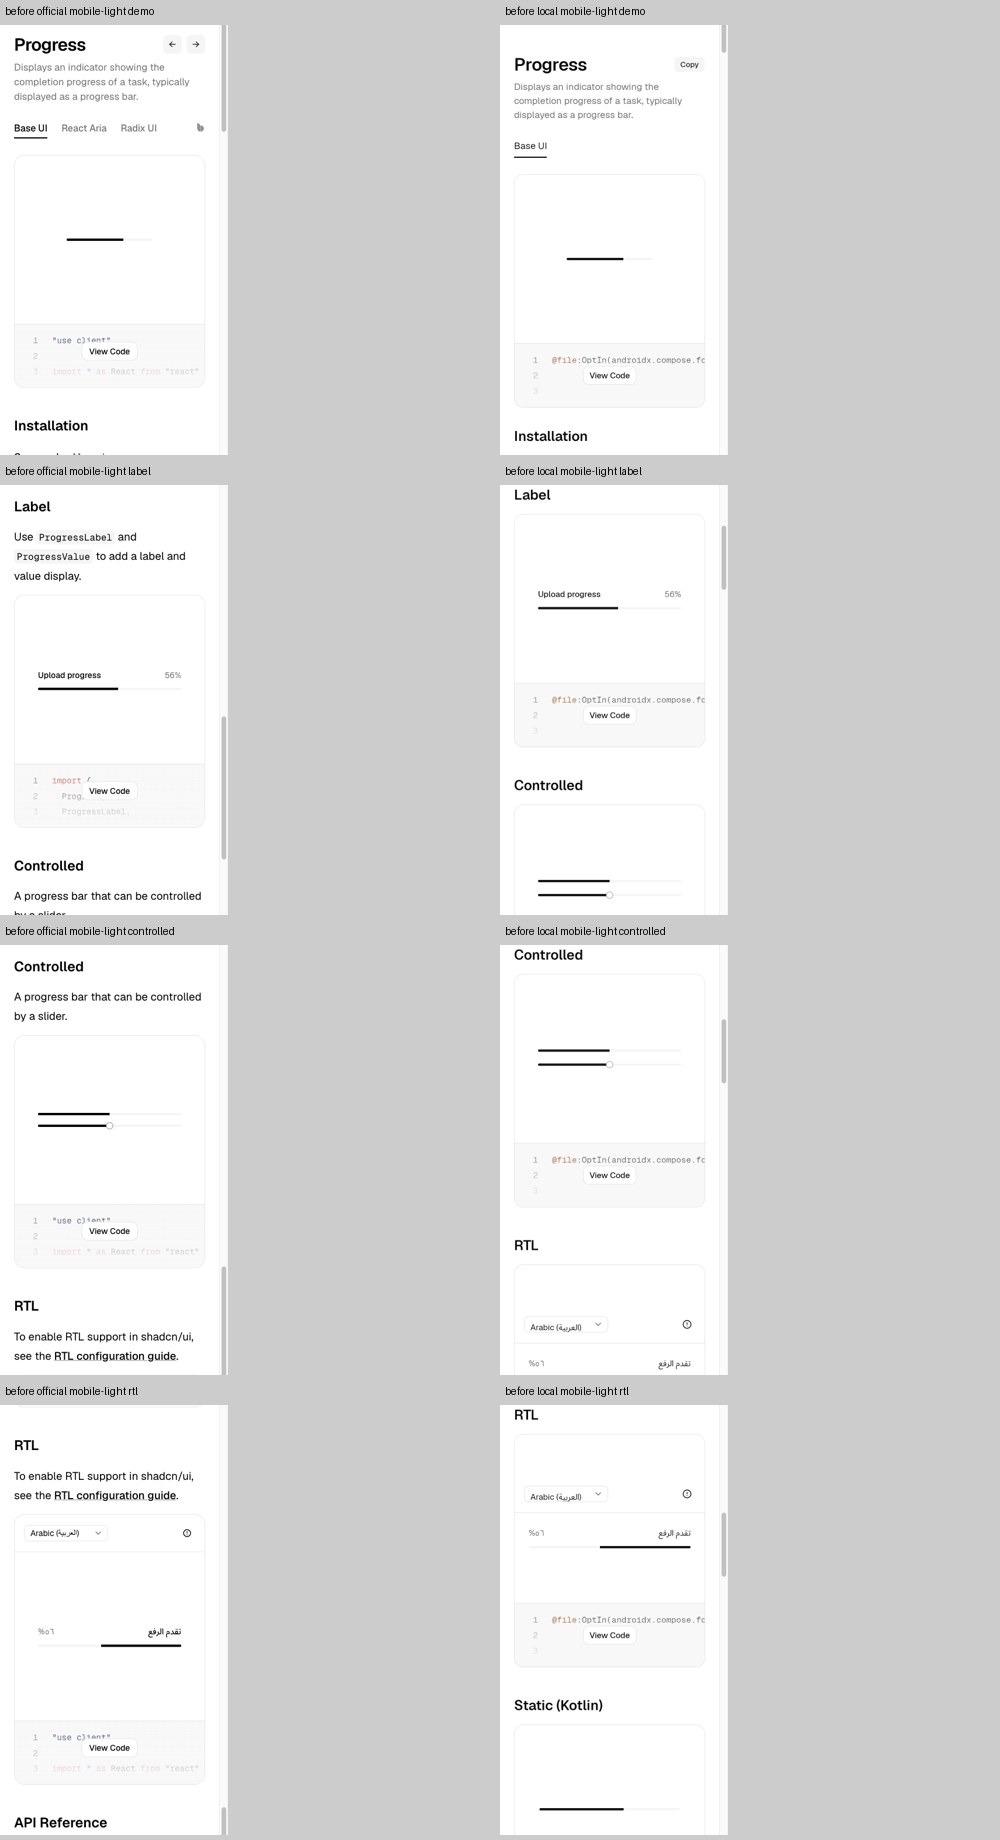 before official mobile-light demo
Progress
← →
Displays an indicator showing the
completion progress of a task, typically
displayed as a progress bar.
Base UI React Aria Radix UI
1 "use client"
2
View Code
3 import * as React from "react"
Installation
before local mobile-light demo
Progress
Copy
Displays an indicator showing the
completion progress of a task, typically
displayed as a progress bar.
Base UI
1 @file:OptIn(androidx.compose.fo
2
View Code
3
Installation
before official mobile-light label
Label
Use ProgressLabel and
ProgressValue to add a label and
value display.
Upload progress 56%
1 import {
2 Prog
View Code
3 ProgressLabel,
Controlled
A progress bar that can be controlled
by a slider.
before local mobile-light label
Label
Upload progress 56%
1 @file:OptIn(androidx.compose.fo
2
View Code
3
Controlled
before official mobile-light controlled
Controlled
A progress bar that can be controlled
by a slider.
1 "use client"
2
View Code
3 import * as React from "react"
RTL
To enable RTL support in shadcn/ui,
see the RTL configuration guide.
before local mobile-light controlled
Controlled
1 @file:OptIn(androidx.compose.fo
2
View Code
3
RTL
Arabic (العربية)
تقدم الرفع
%٥٦
before official mobile-light rtl
RTL
To enable RTL support in shadcn/ui,
see the RTL configuration guide.
Arabic (العربية)
تقدم الرفع
%٥٦
1 "use client"
2
View Code
3 import * as React from "react"
API Reference
before local mobile-light rtl
RTL
Arabic (العربية)
تقدم الرفع
%٥٦
1 @file:OptIn(androidx.compose.fo
2
View Code
3
Static (Kotlin)